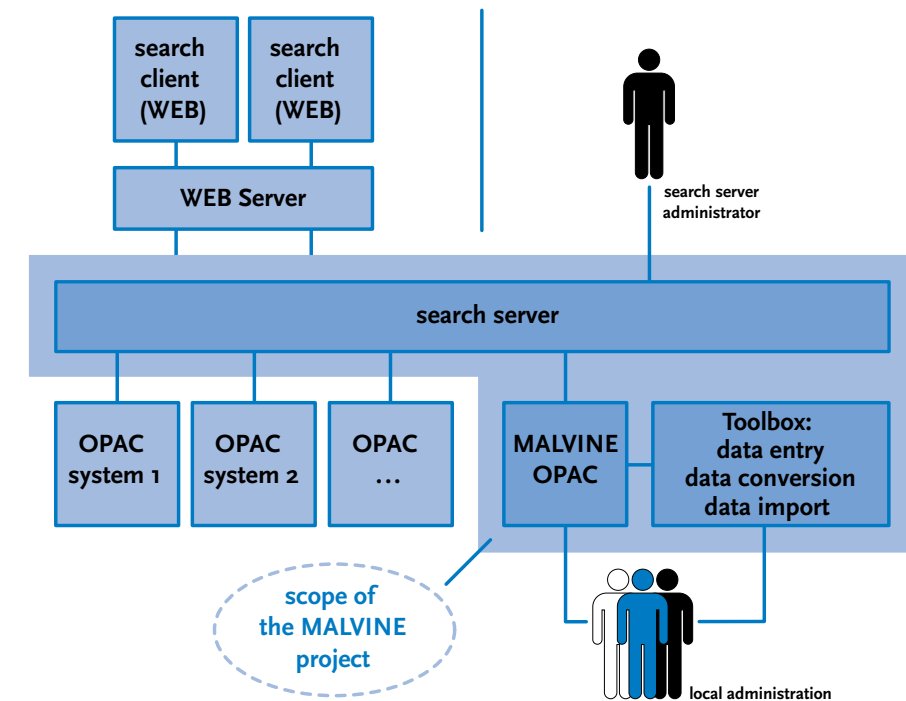 search
client
(WEB)
search
client
(WEB)
WEB Server
search server
administrator
search server
OPAC
system 1
OPAC
system 2
OPAC
...
MALVINE
OPAC
Toolbox:
data entry
data conversion
data import
scope of
the MALVINE
project
local administration